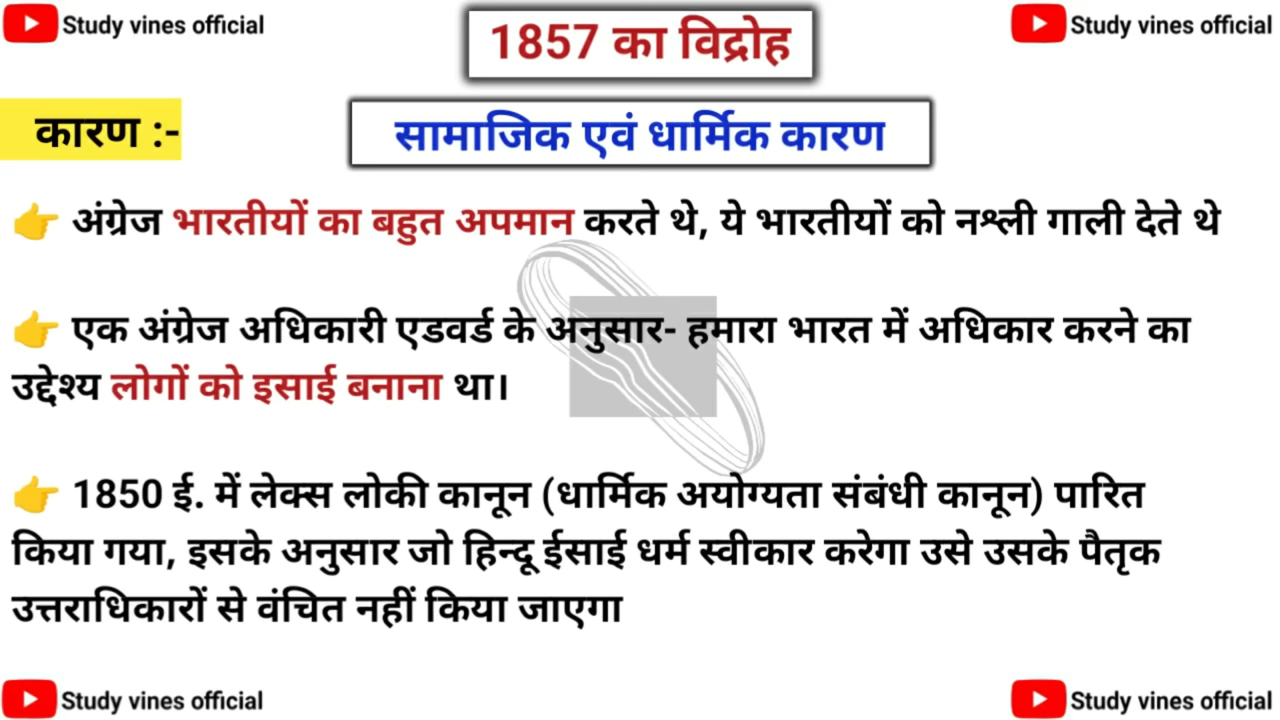 Study vines official
1857 का विद्रोह
Study vines official
कारण :-
सामाजिक एवं धार्मिक कारण
👉 अंग्रेज भारतीयों का बहुत अपमान करते थे, ये भारतीयों को नश्ली गाली देते थे
👉 एक अंग्रेज अधिकारी एडवर्ड के अनुसार- हमारा भारत में अधिकार करने का
उद्देश्य लोगों को इसाई बनाना था।
👉 1850 ई. में लेक्स लोकी कानून (धार्मिक अयोग्यता संबंधी कानून) पारित
किया गया, इसके अनुसार जो हिन्दू ईसाई धर्म स्वीकार करेगा उसे उसके पैतृक
उत्तराधिकारों से वंचित नहीं किया जाएगा
Study vines official
Study vines official